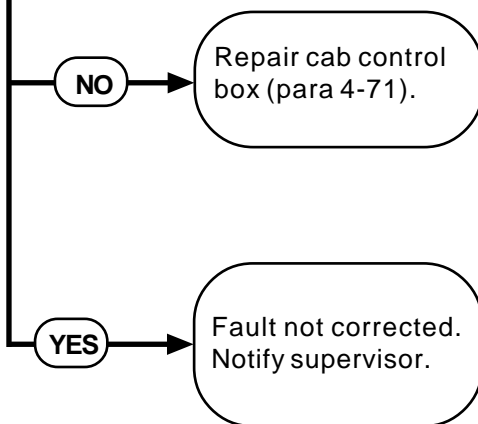 NO
Repair cab control
box (para 4-71).
YES
Fault not corrected.
Notify supervisor.